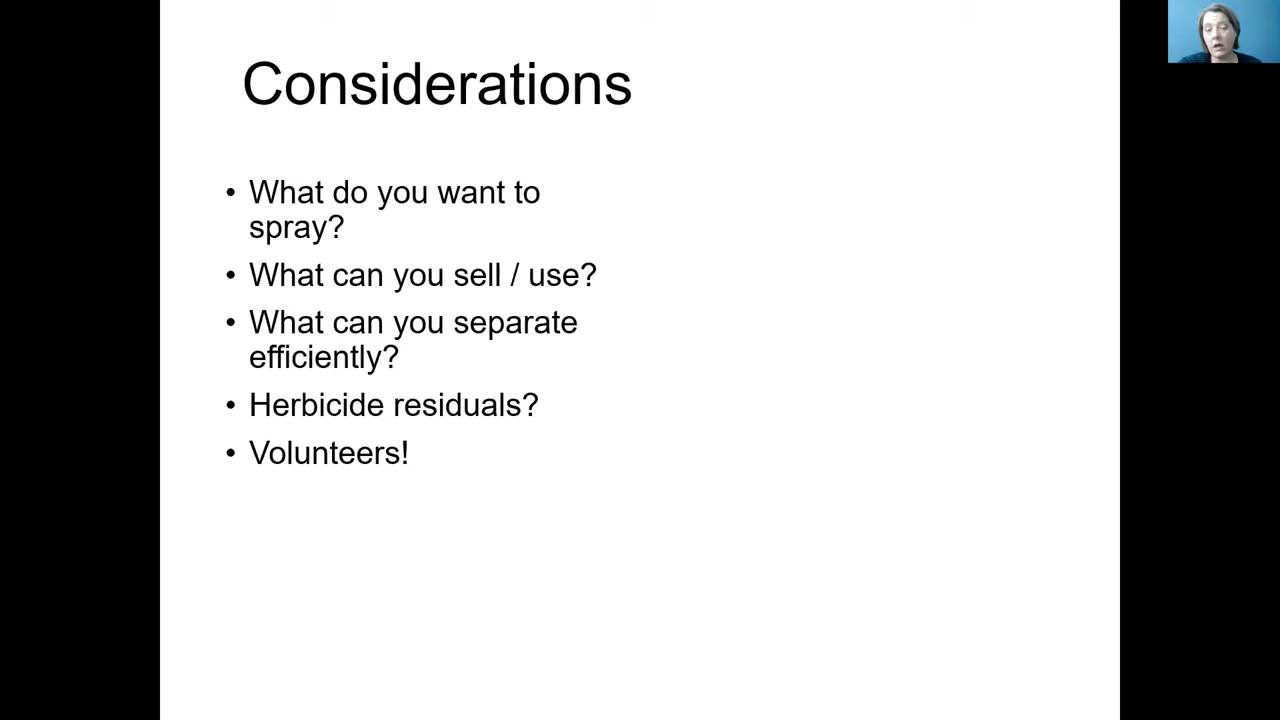 Considerations
• What do you want to
spray?
• What can you sell / use?
• What can you separate
efficiently?
• Herbicide residuals?
• Volunteers!